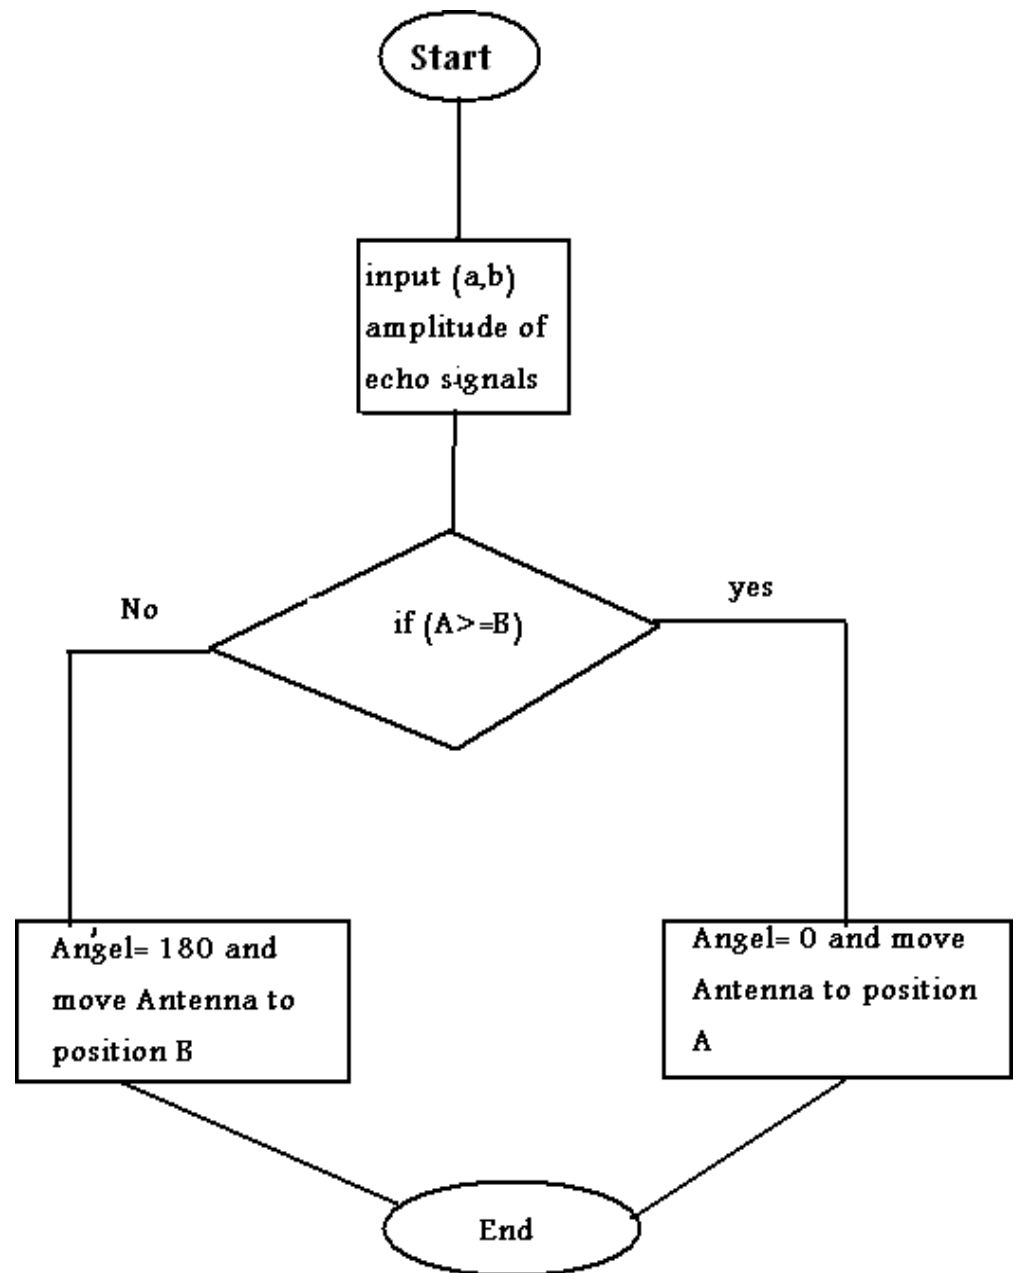 Start
input (a,b)
amplitude of
echo signals
if (A>=B)
No
yes
Angel= 180 and
move Antenna to
position B
Angel= 0 and move
Antenna to position
A
End